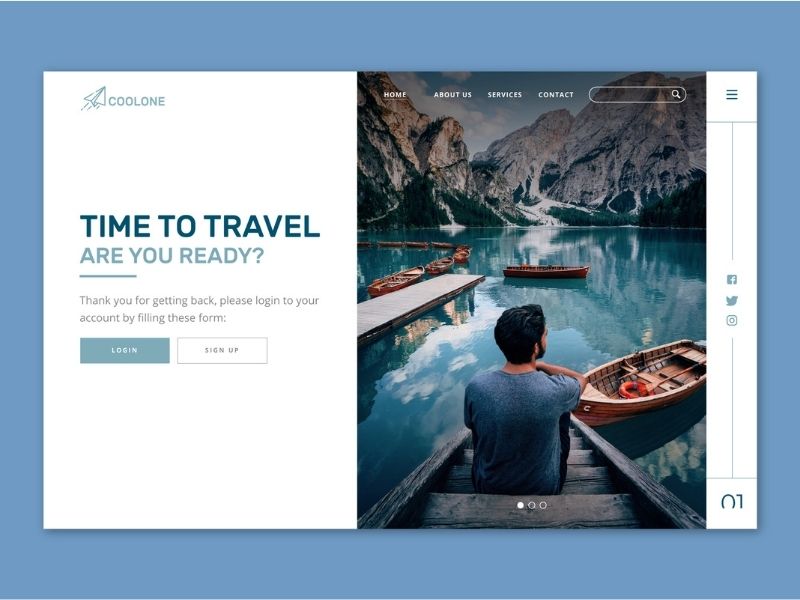 COOLONE
HOME ABOUT US SERVICES CONTACT
TIME TO TRAVEL
ARE YOU READY?
Thank you for getting back, please login to your
account by filling these form:
LOGIN SIGN UP
01